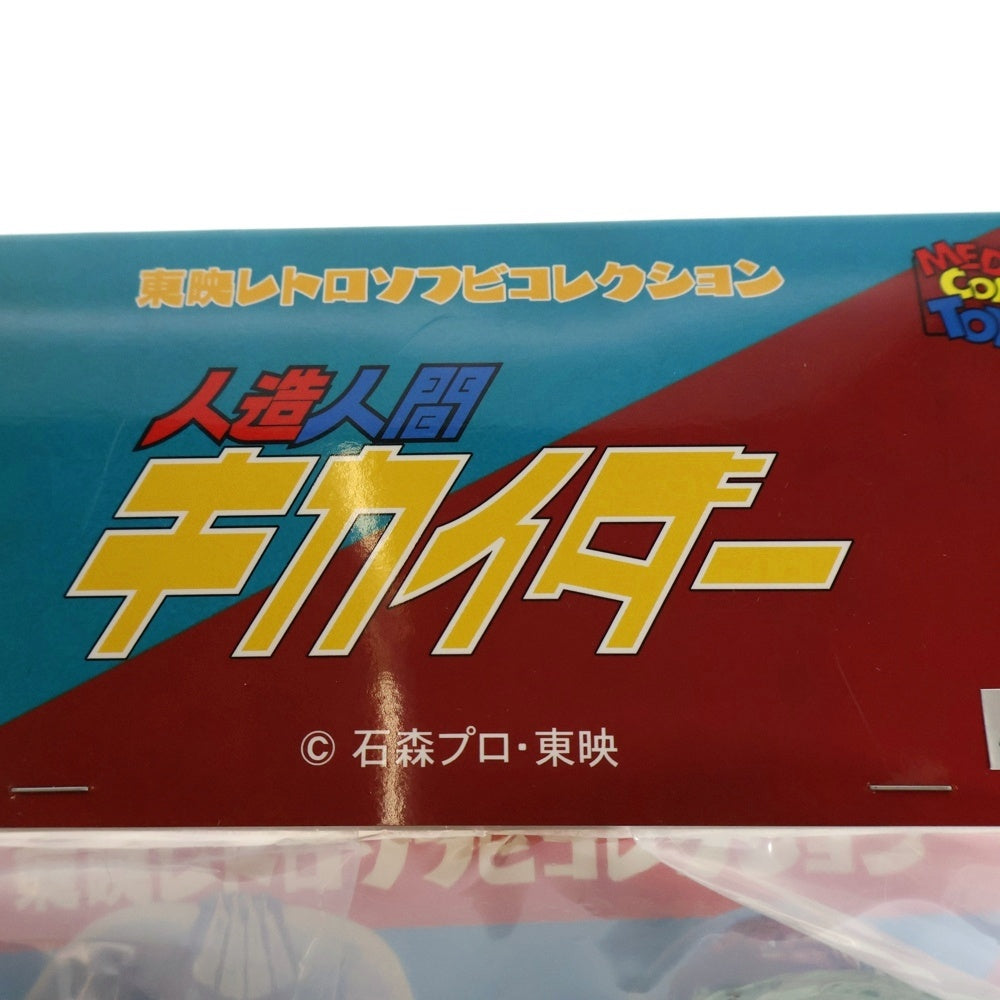 東映レトロソフビコレクション
人造人間
キカイダー
© 石森プロ・東映